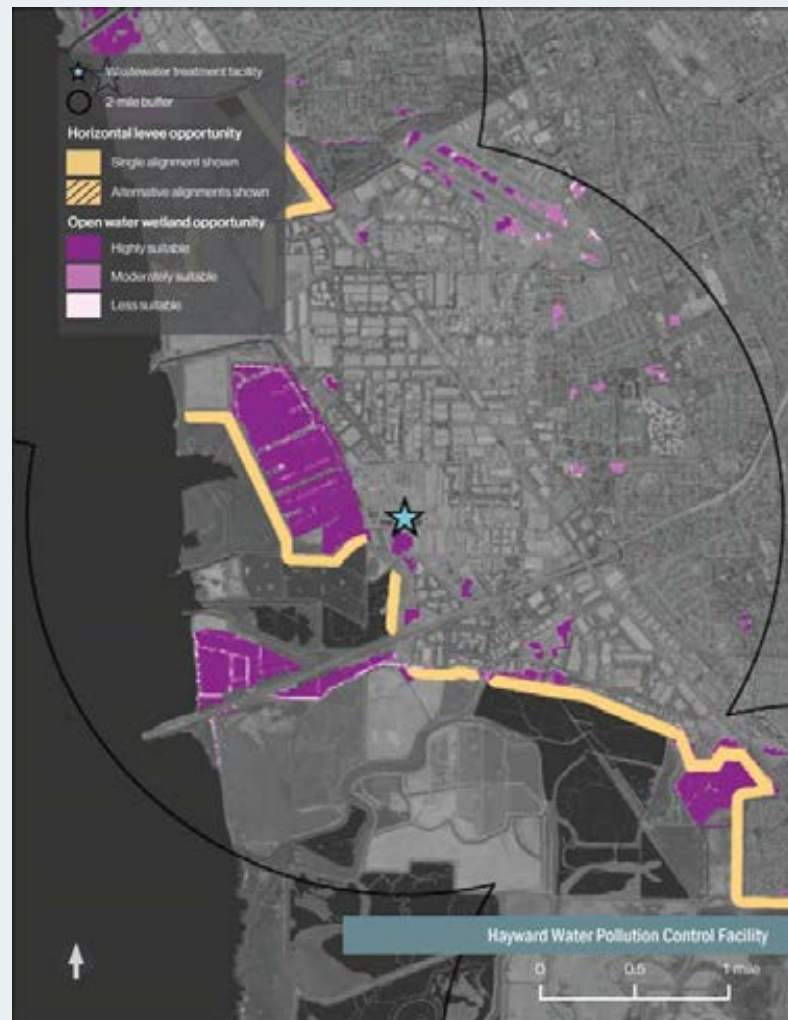 Wastewater treatment facility
2-mile buffer
Horizontal levee opportunity
Single alignment shown
Alternative alignments shown
Open water wetland opportunity
Highly suitable
Moderately suitable
Less suitable
Hayward Water Pollution Control Facility
0 0.5 1 mile